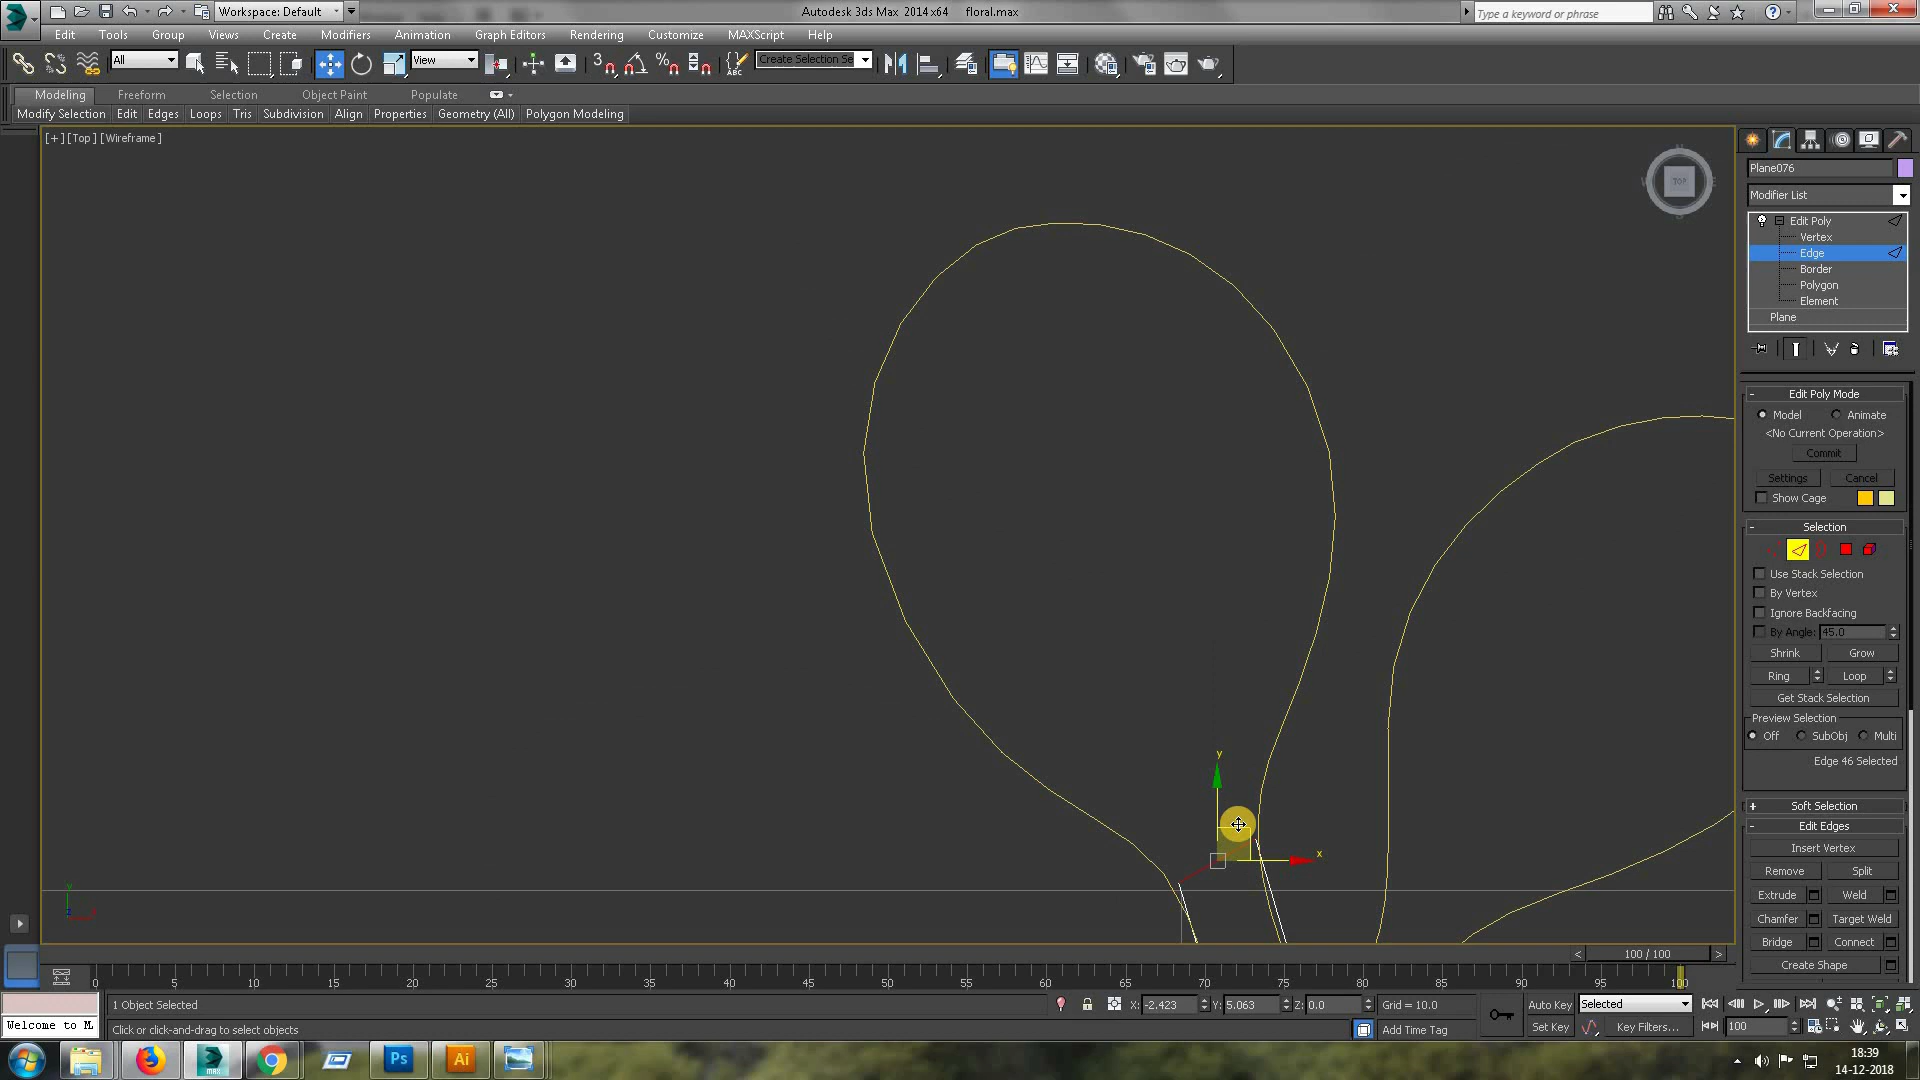 Workspace: Default
Autodesk 3ds Max 2014 x64 floral.max
Type a keyword or phrase
Edit Tools Group Views Create Modifiers Animation Graph Editors Rendering Customize MAXScript Help
All View 3 Create Selection Se
Modeling Freeform Selection Object Paint Populate
Modify Selection Edit Edges Loops Tris Subdivision Align Properties Geometry (All) Polygon Modeling
[+] [Top] [Wireframe]
TOP
Plane076
Modifier List
Edit Poly
Vertex
Edge
Border
Polygon
Element
Plane
- Edit Poly Mode
Model Animate
<No Current Operation>
Commit
Settings Cancel
Show Cage
- Selection
Use Stack Selection
By Vertex
Ignore Backfacing
By Angle: 45.0
Shrink Grow
Ring Loop
Get Stack Selection
Preview Selection
Off SubObj Multi
Edge 46 Selected
+ Soft Selection
- Edit Edges
Insert Vertex
Remove Split
Extrude Weld
Chamfer Target Weld
Bridge Connect
Create Shape
y
x
< 100 / 100 >
0 5 10 15 20 25 30 35 40 45 50 55 60 65 70 75 80 85 90 95 100
1 Object Selected X: -2.423 Y: 5.063 Z: 0.0 Grid = 10.0 Auto Key Selected
Welcome to M Click or click-and-drag to select objects Add Time Tag Set Key Key Filters... 100
MAX Ps Ai
18:39
14-12-2018